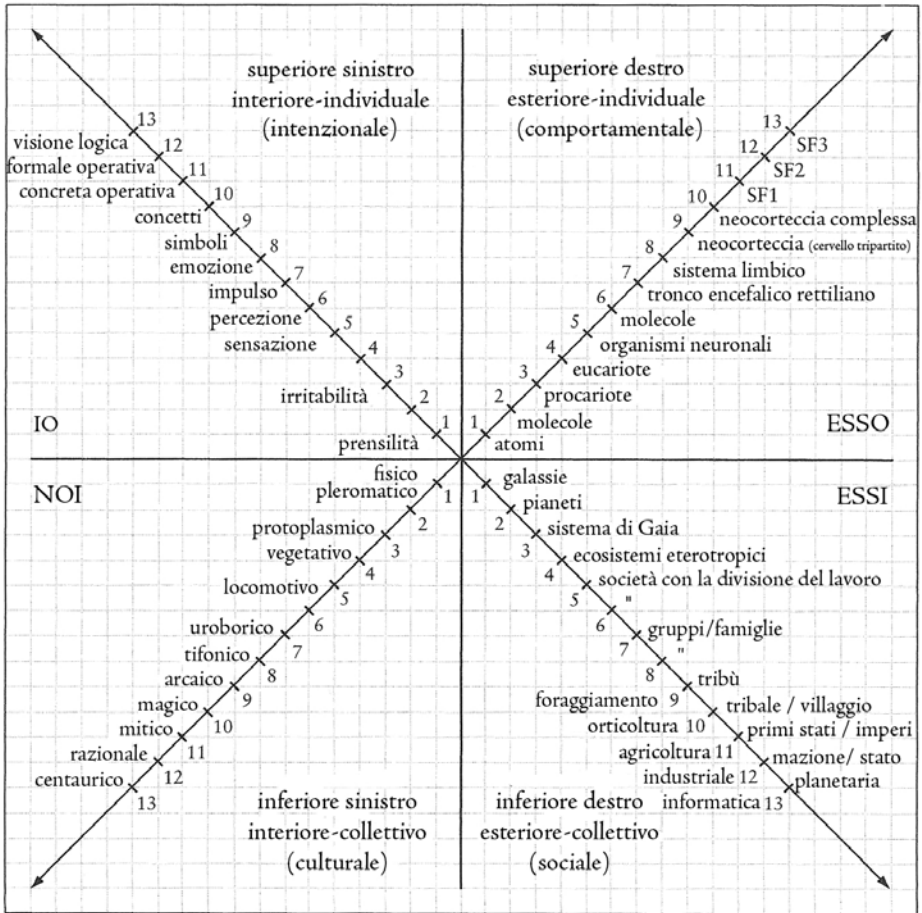 superiore sinistro
interiore-individuale
(intenzionale)
13
visione logica
12
formale operativa
11
concreta operativa
10
concetti
9
simboli
8
emozione
7
impulso
6
percezione
5
sensazione
4
3
irritabilità
2
1
prensilità
IO
superiore destro
esteriore-individuale
(comportamentale)
13
SF3
12
SF2
11
SF1
10
neocorteccia complessa
9
neocorteccia (cervello tripartito)
8
sistema limbico
7
tronco encefalico rettiliano
6
molecole
5
organismi neuronali
4
eucariote
3
procariote
2
molecole
1
atomi
ESSO
NOI
fisico
pleromatico
1
2
protoplasmico
3
vegetativo
4
locomotivo
5
6
uroborico
7
tifonico
8
arcaico
9
magico
10
mitico
11
razionale
12
centaurico
13
inferiore sinistro
interiore-collettivo
(culturale)
ESSI
galassie
1
pianeti
2
sistema di Gaia
3
ecosistemi eterotropici
4
società con la divisione del lavoro
5
"
6
gruppi/famiglie
7
"
8
tribù
foraggiamento 9
tribale / villaggio
orticoltura 10
primi stati / imperi
agricoltura 11
mazione/ stato
industriale 12
planetaria
informatica 13
inferiore destro
esteriore-collettivo
(sociale)